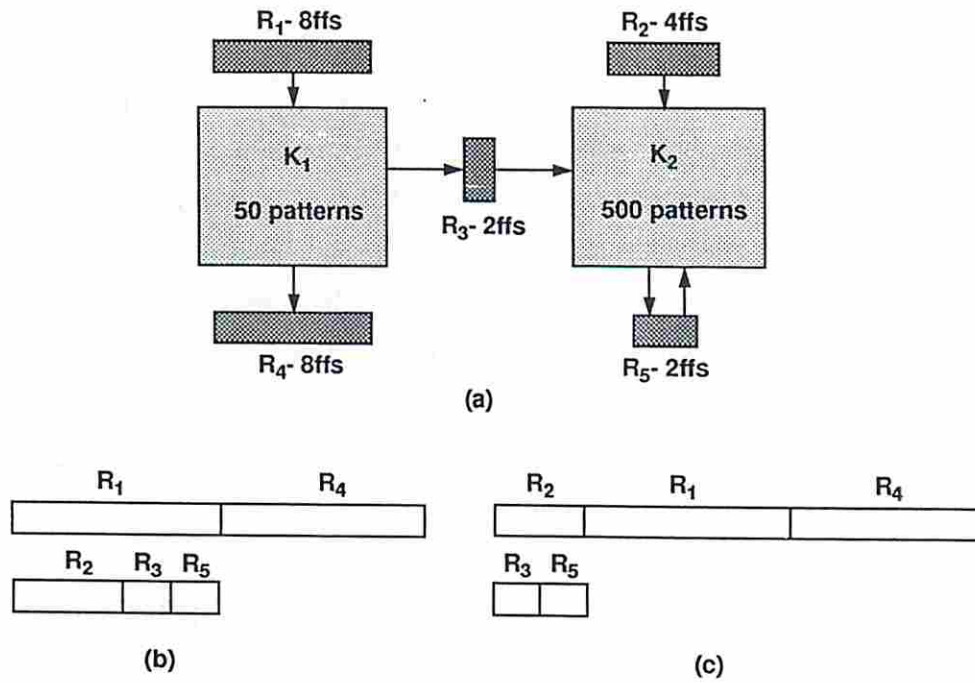 R₁- 8ffs
R₂- 4ffs
K₁
50 patterns
K₂
500 patterns
R₃- 2ffs
R₄- 8ffs
R₅- 2ffs
(a)
R₁ R₄
R₂ R₃ R₅
(b)
R₂ R₁ R₄
R₃ R₅
(c)